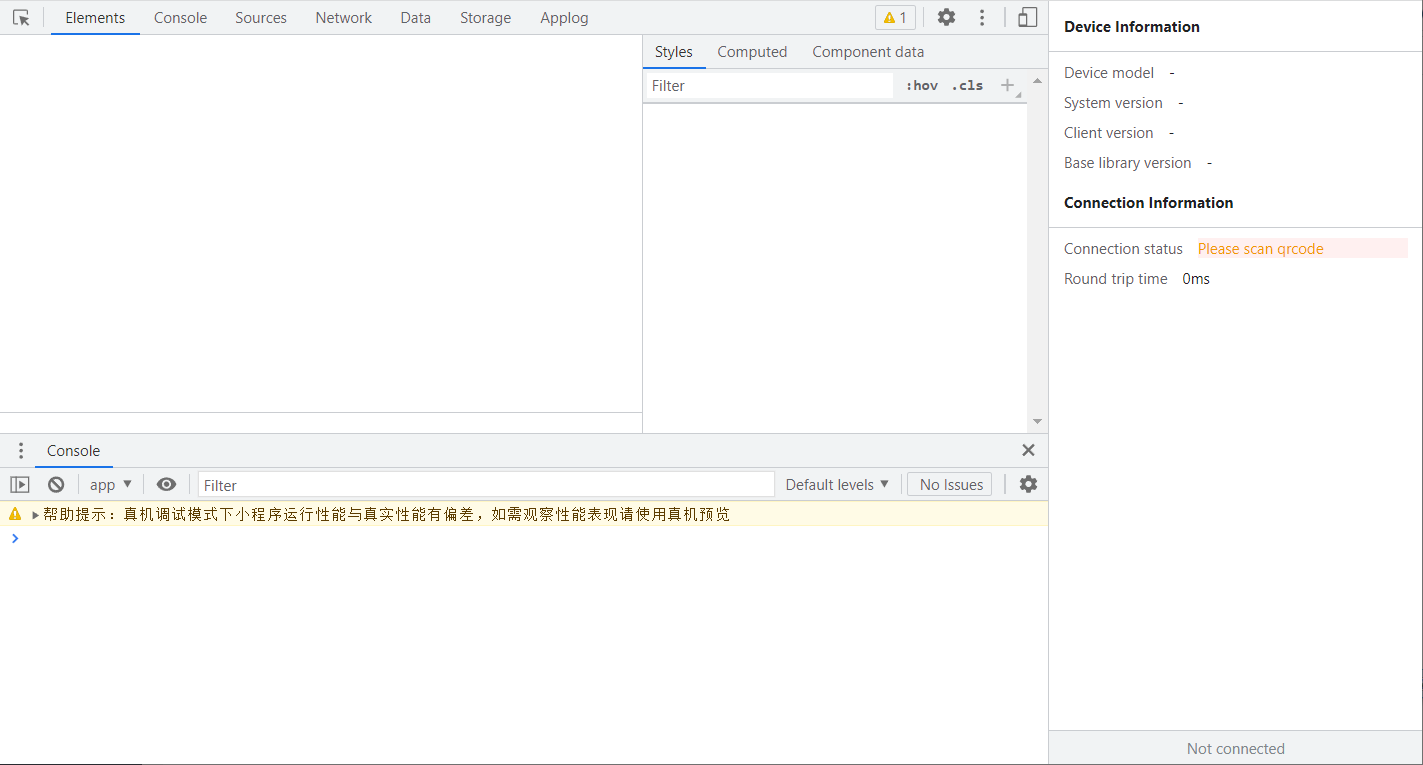 Elements Console Sources Network Data Storage Applog 1
Styles Computed Component data
Filter :hov .cls
Console
app Filter Default levels No Issues
帮助提示：真机调试模式下小程序运行性能与真实性能有偏差，如需观察性能表现请使用真机预览
Device Information
Device model -
System version -
Client version -
Base library version -
Connection Information
Connection status Please scan qrcode
Round trip time 0ms
Not connected